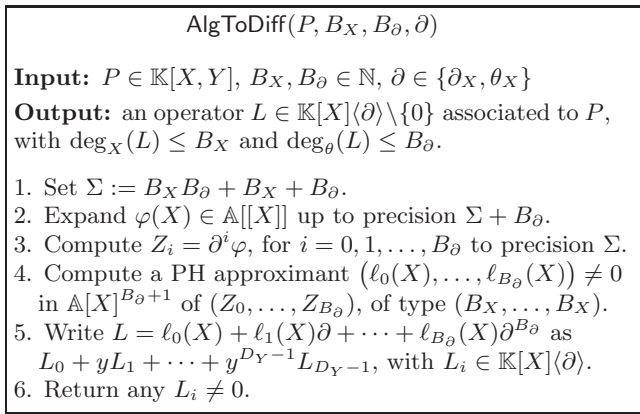 AlgToDiff(P, B_X, B_∂, ∂)
Input: P ∈ 𝕂[X, Y], B_X, B_∂ ∈ ℕ, ∂ ∈ {∂_X, θ_X}
Output: an operator L ∈ 𝕂[X]⟨∂⟩\{0} associated to P,
with deg_X(L) ≤ B_X and deg_θ(L) ≤ B_∂.
1. Set Σ := B_X B_∂ + B_X + B_∂.
2. Expand φ(X) ∈ 𝔸[[X]] up to precision Σ + B_∂.
3. Compute Z_i = ∂^i φ, for i = 0, 1, . . . , B_∂ to precision Σ.
4. Compute a PH approximant (ℓ_0(X), . . . , ℓ_{B_∂}(X)) ≠ 0
in 𝔸[X]^{B_∂+1} of (Z_0, . . . , Z_{B_∂}), of type (B_X, . . . , B_X).
5. Write L = ℓ_0(X) + ℓ_1(X)∂ + · · · + ℓ_{B_∂}(X)∂^{B_∂} as
L_0 + yL_1 + · · · + y^{D_Y−1}L_{D_Y−1}, with L_i ∈ 𝕂[X]⟨∂⟩.
6. Return any L_i ≠ 0.